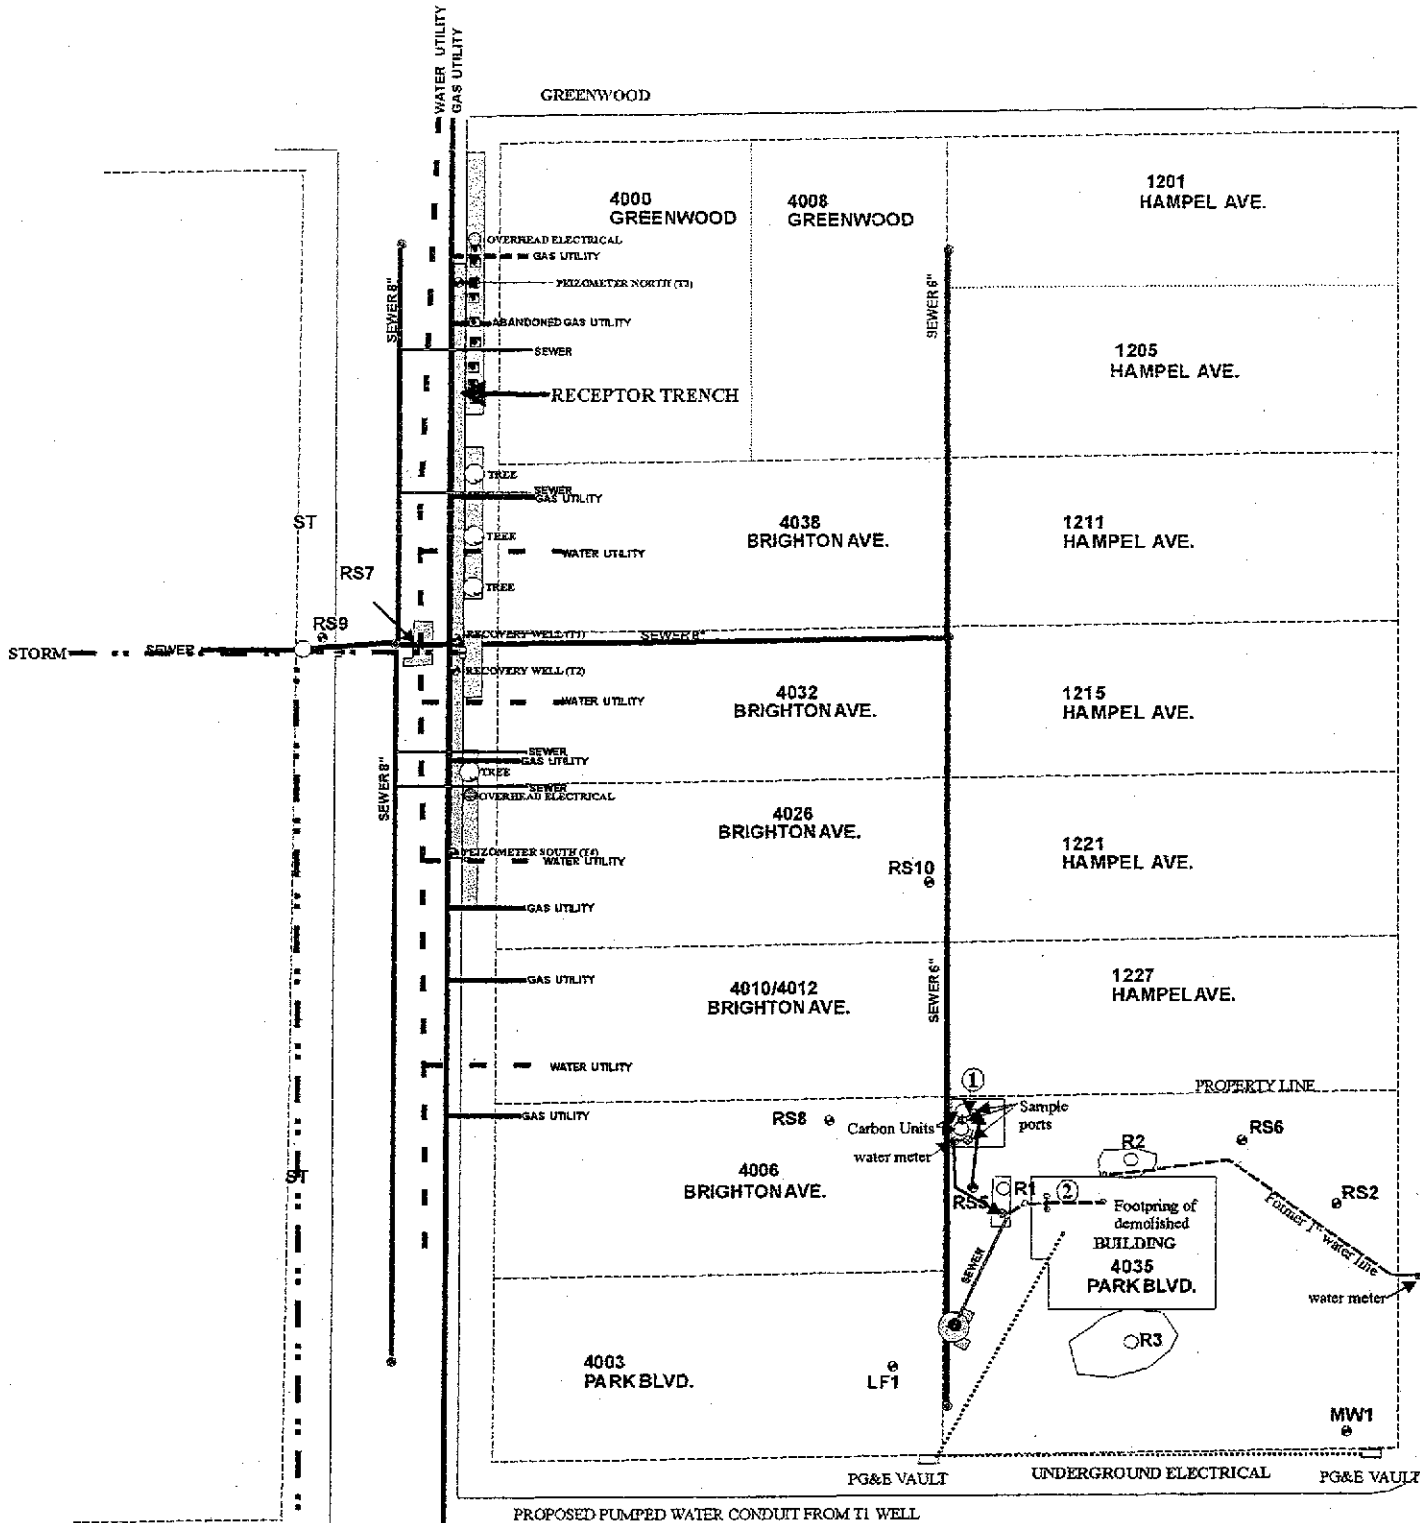 WATER UTILITY
GAS UTILITY
GREENWOOD
4000
GREENWOOD
4008
GREENWOOD
1201
HAMPEL AVE.
OVERHEAD ELECTRICAL
GAS UTILITY
PEIZOMETER NORTH (T3)
SEWER 8"
SEWER 6"
ABANDONED GAS UTILITY
SEWER
1205
HAMPEL AVE.
RECEPTOR TRENCH
TREE
SEWER
GAS UTILITY
ST
4038
BRIGHTON AVE.
1211
HAMPEL AVE.
TREE
WATER UTILITY
RS7
TREE
RS9
RECOVERY WELL (T1)
SEWER 8"
STORM
SEWER
RECOVERY WELL (T2)
4032
BRIGHTON AVE.
1215
HAMPEL AVE.
WATER UTILITY
SEWER
GAS UTILITY
TREE
SEWER
SEWER 8"
OVERHEAD ELECTRICAL
4026
BRIGHTON AVE.
1221
HAMPEL AVE.
PEIZOMETER SOUTH (T4)
WATER UTILITY
RS10
GAS UTILITY
GAS UTILITY
4010/4012
BRIGHTON AVE.
SEWER 6"
1227
HAMPEL AVE.
WATER UTILITY
1
PROPERTY LINE
GAS UTILITY
RS8
Carbon Units
Sample
ports
water meter
R2
RS6
ST
4006
BRIGHTON AVE.
RS5
R1
2
Footpring of
demolished
BUILDING
4035
PARK BLVD.
RS2
Former 1" water line
water meter
SEWER
R3
4003
PARK BLVD.
LF1
MW1
PG&E VAULT
UNDERGROUND ELECTRICAL
PG&E VAULT
PROPOSED PUMPED WATER CONDUIT FROM T1 WELL